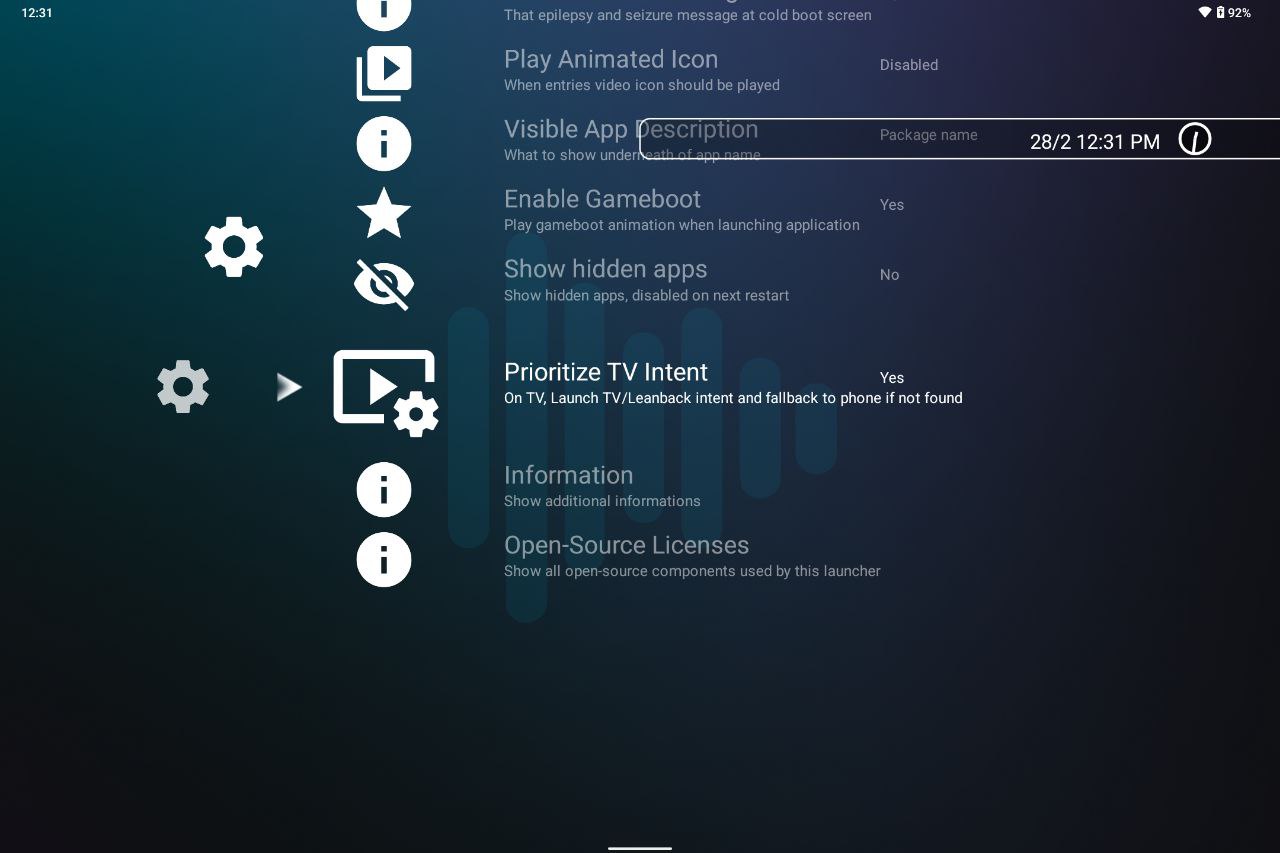 12:31
92%
That epilepsy and seizure message at cold boot screen
Play Animated Icon
Disabled
When entries video icon should be played
Visible App Description
Package name
28/2 12:31 PM
What to show underneath of app name
Enable Gameboot
Yes
Play gameboot animation when launching application
Show hidden apps
No
Show hidden apps, disabled on next restart
Prioritize TV Intent
Yes
On TV, Launch TV/Leanback intent and fallback to phone if not found
Information
Show additional informations
Open-Source Licenses
Show all open-source components used by this launcher